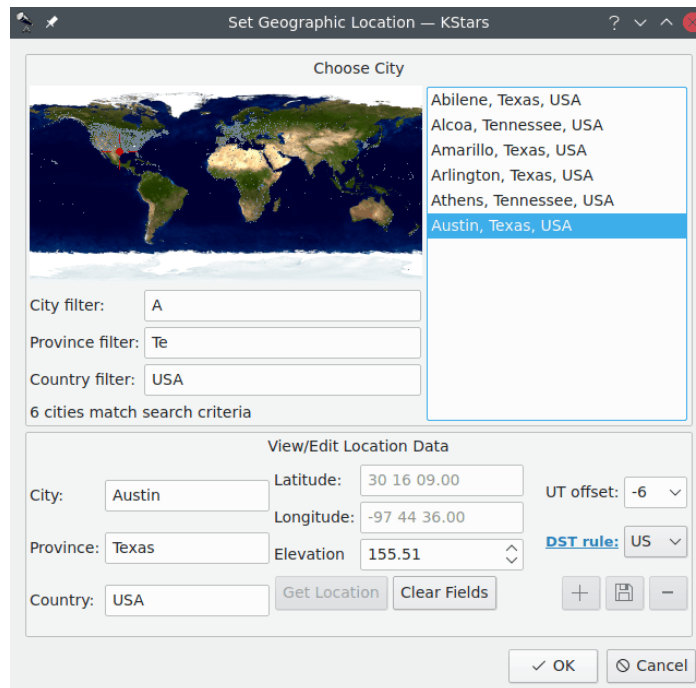 Set Geographic Location — KStars
Choose City
Abilene, Texas, USA
Alcoa, Tennessee, USA
Amarillo, Texas, USA
Arlington, Texas, USA
Athens, Tennessee, USA
Austin, Texas, USA
City filter: A
Province filter: Te
Country filter: USA
6 cities match search criteria
View/Edit Location Data
City: Austin
Province: Texas
Country: USA
Latitude: 30 16 09.00
Longitude: -97 44 36.00
Elevation 155.51
Get Location Clear Fields
UT offset: -6
DST rule: US
OK Cancel